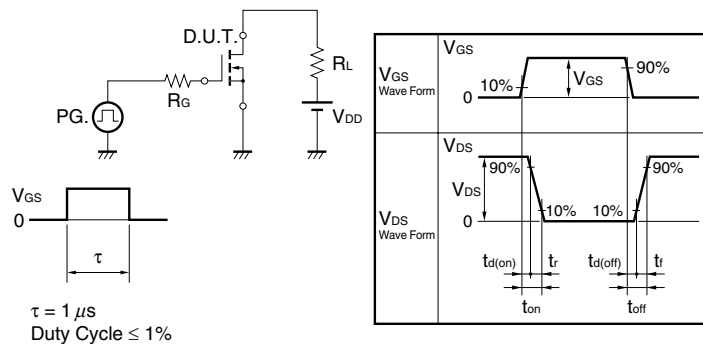 D.U.T.
RL
RG
PG.
VDD
VGS
0
τ
τ = 1 μs
Duty Cycle ≤ 1%
VGS
Wave Form
VGS
10%
0
VGS
90%
VDS
Wave Form
VDS
90%
VDS
0
10%
10%
90%
td(on)
tr
td(off)
tf
ton
toff